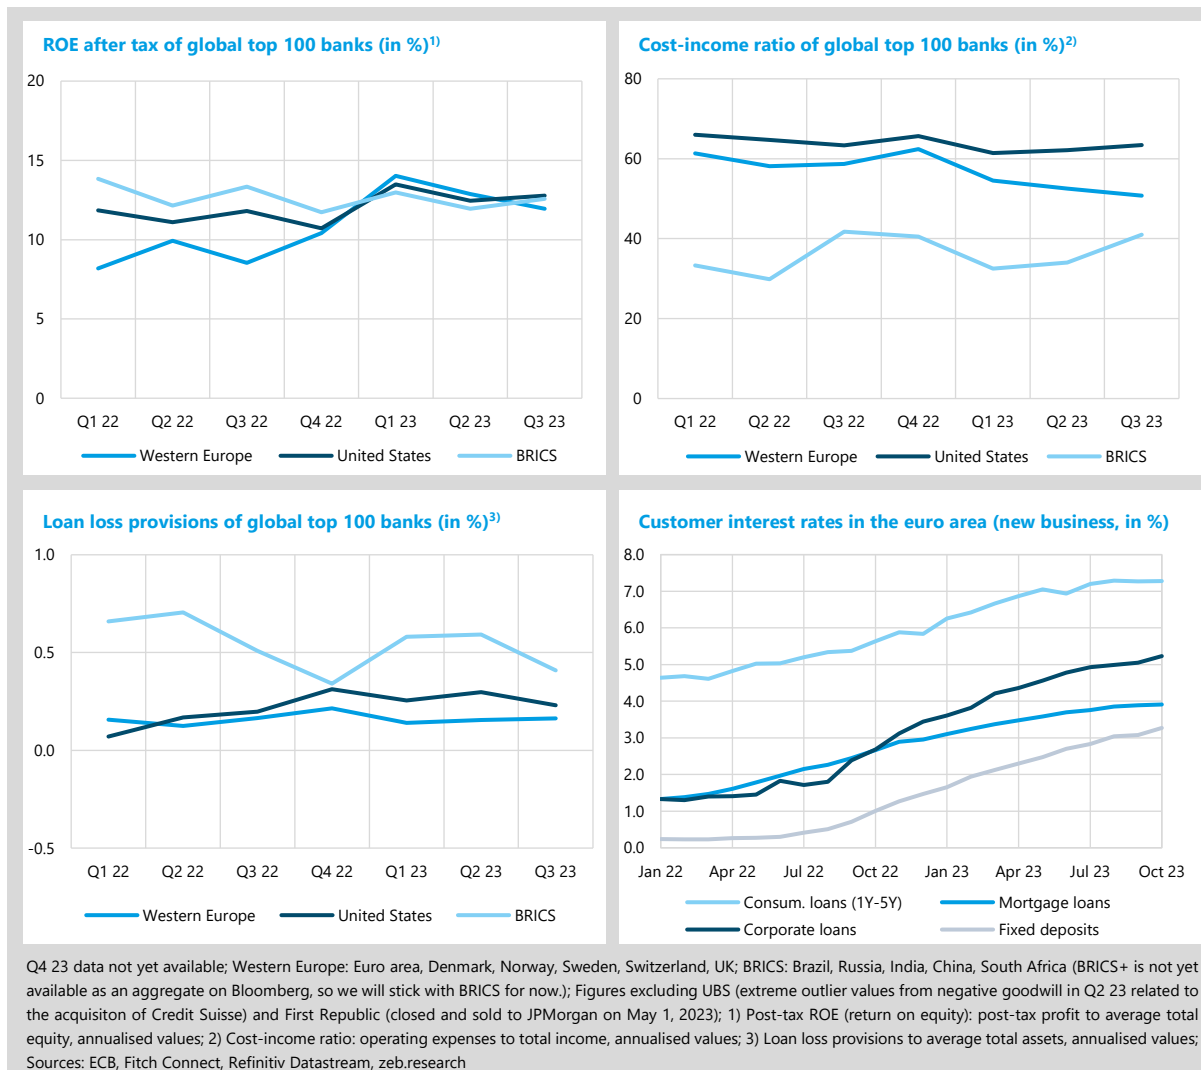 ROE after tax of global top 100 banks (in %)1)
20
15
10
5
0
Q1 22 Q2 22 Q3 22 Q4 22 Q1 23 Q2 23 Q3 23
Western Europe United States BRICS
Cost-income ratio of global top 100 banks (in %)2)
80
60
40
20
0
Q1 22 Q2 22 Q3 22 Q4 22 Q1 23 Q2 23 Q3 23
Western Europe United States BRICS
Loan loss provisions of global top 100 banks (in %)3)
1.0
0.5
0.0
-0.5
Q1 22 Q2 22 Q3 22 Q4 22 Q1 23 Q2 23 Q3 23
Western Europe United States BRICS
Customer interest rates in the euro area (new business, in %)
8.0
7.0
6.0
5.0
4.0
3.0
2.0
1.0
0.0
Jan 22 Apr 22 Jul 22 Oct 22 Jan 23 Apr 23 Jul 23 Oct 23
Consum. loans (1Y-5Y) Mortgage loans
Corporate loans Fixed deposits
Q4 23 data not yet available; Western Europe: Euro area, Denmark, Norway, Sweden, Switzerland, UK; BRICS: Brazil, Russia, India, China, South Africa (BRICS+ is not yet
available as an aggregate on Bloomberg, so we will stick with BRICS for now.); Figures excluding UBS (extreme outlier values from negative goodwill in Q2 23 related to
the acquisiton of Credit Suisse) and First Republic (closed and sold to JPMorgan on May 1, 2023); 1) Post-tax ROE (return on equity): post-tax profit to average total
equity, annualised values; 2) Cost-income ratio: operating expenses to total income, annualised values; 3) Loan loss provisions to average total assets, annualised values;
Sources: ECB, Fitch Connect, Refinitiv Datastream, zeb.research